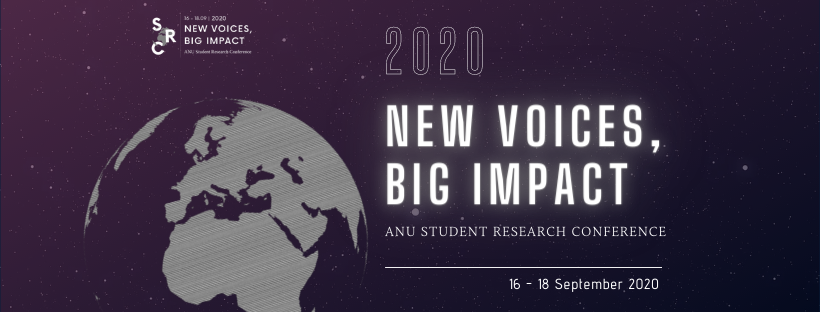 S
R
C
16 - 18.09 | 2020
NEW VOICES,
BIG IMPACT
ANU Student Research Conference
2020
NEW VOICES,
BIG IMPACT
ANU STUDENT RESEARCH CONFERENCE
16 - 18 September 2020